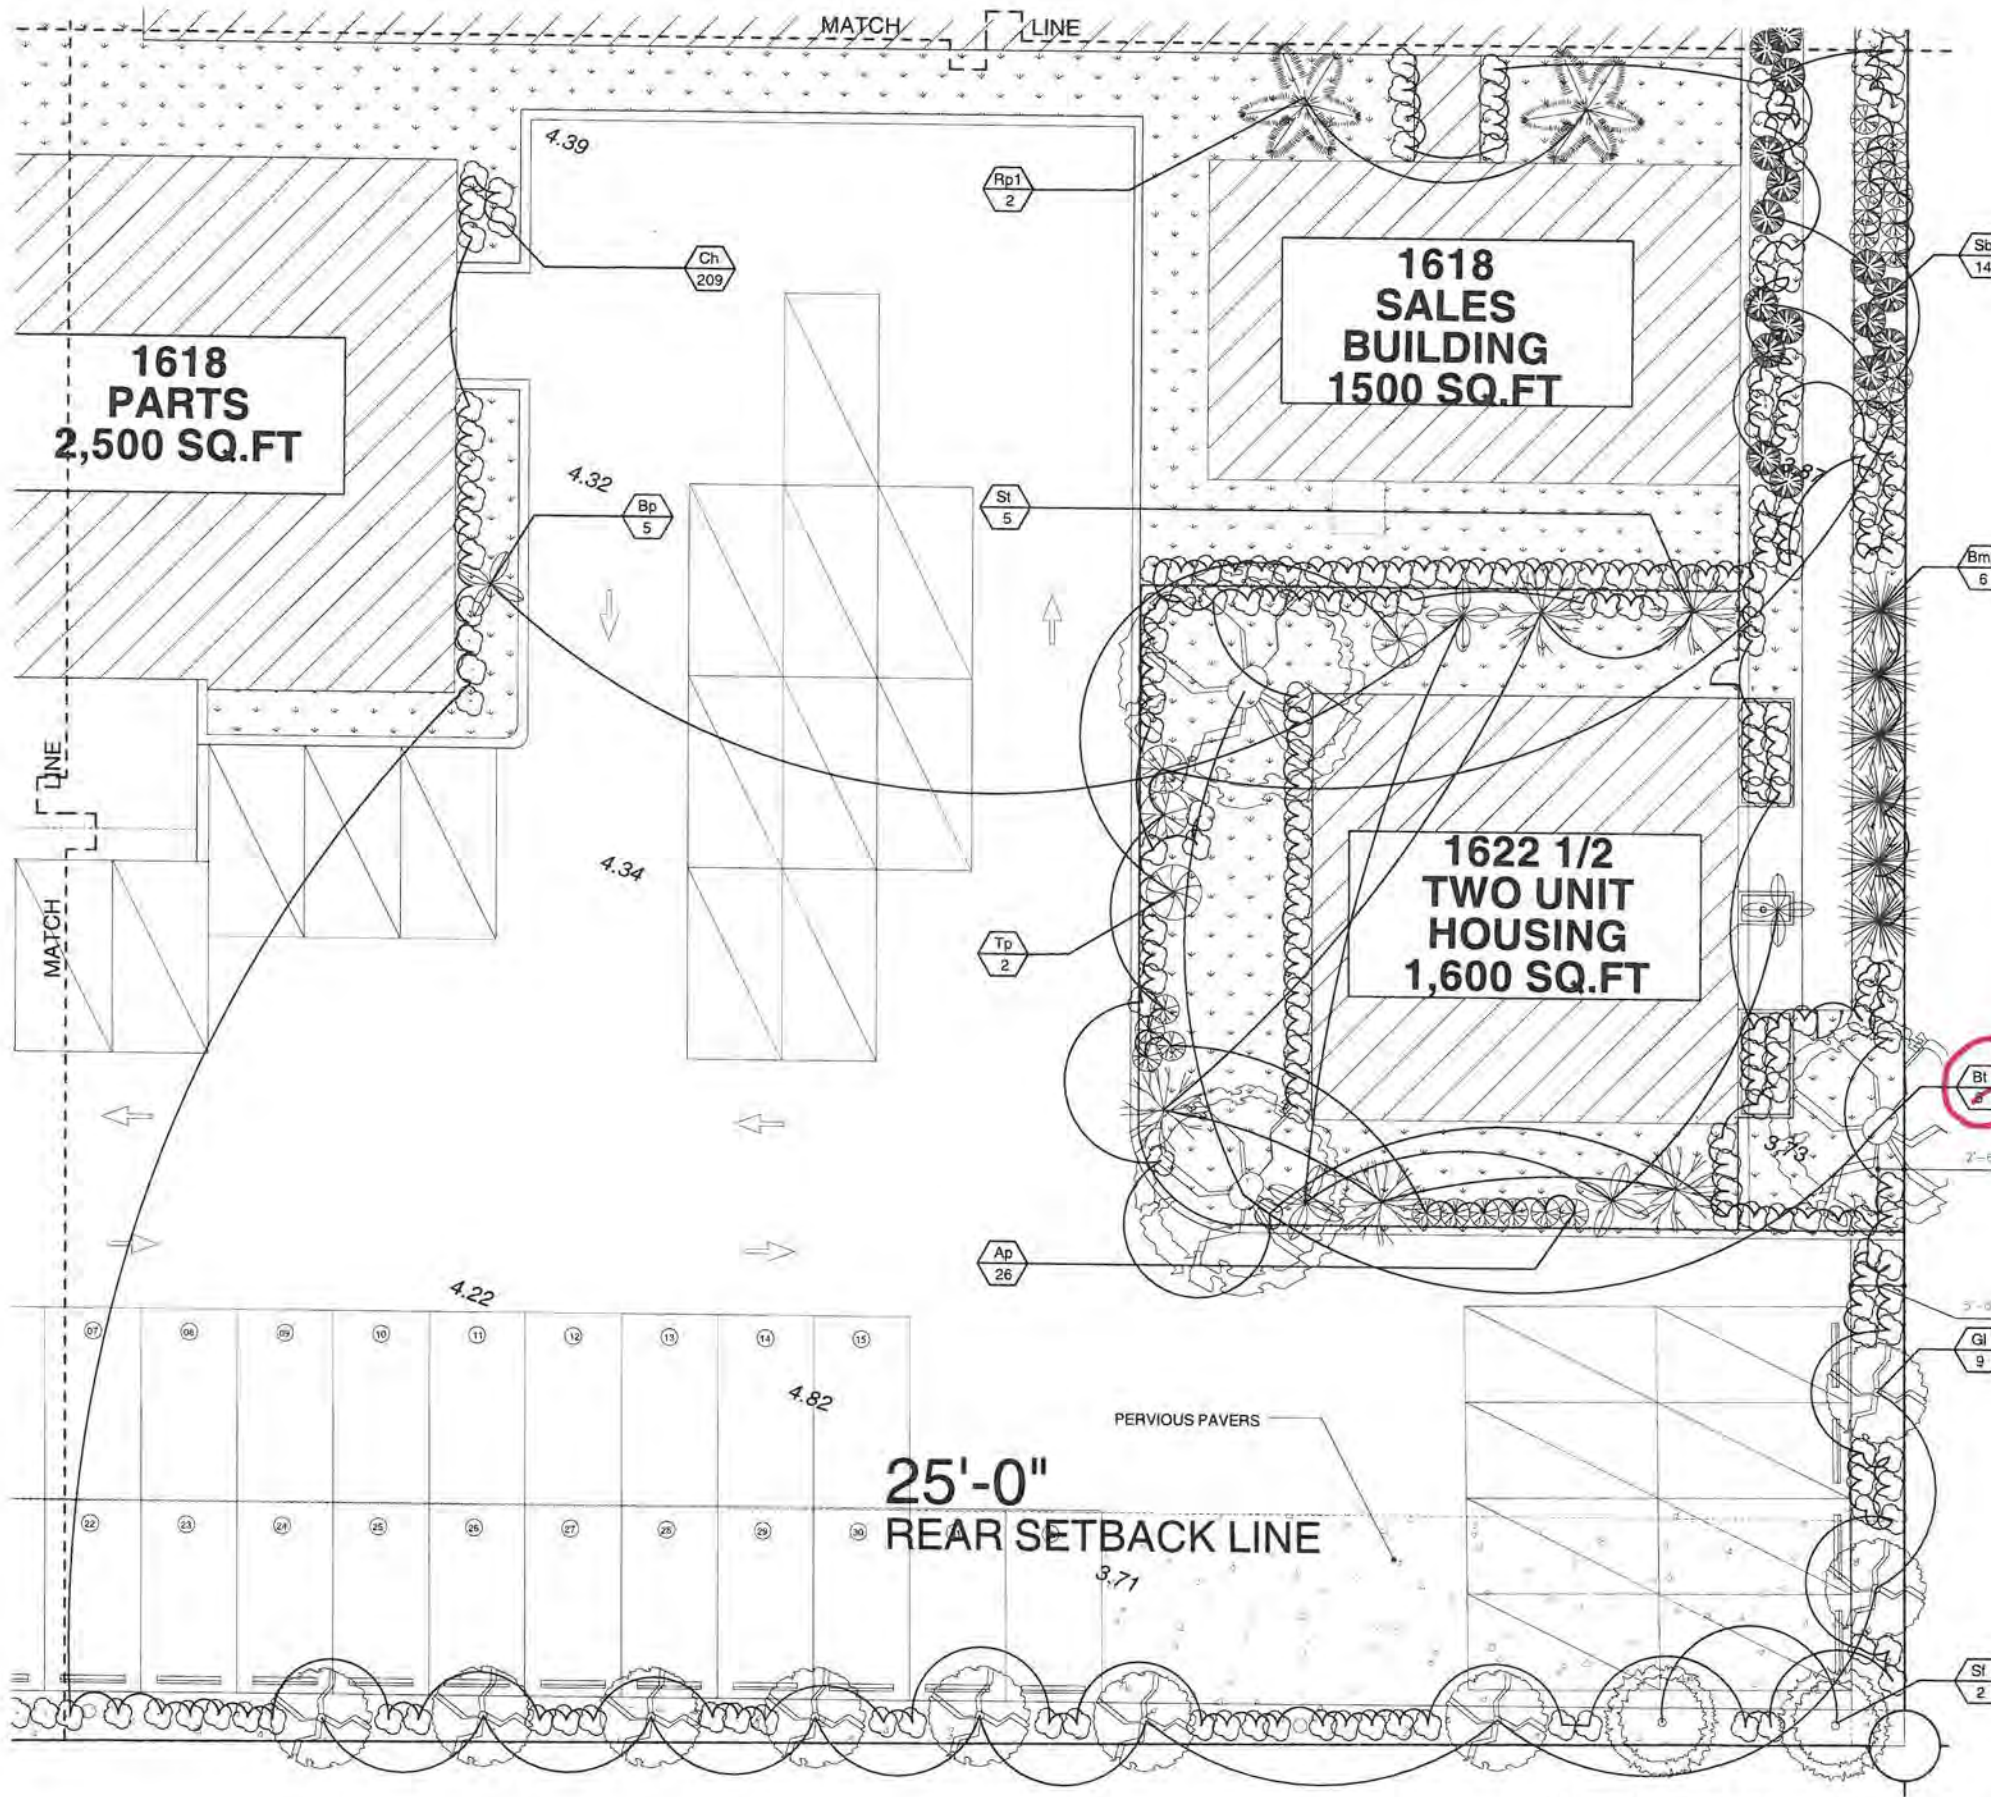 MATCH LINE
4.39
Rp1
2
Ch
209
Sb
14
1618
SALES
BUILDING
1500 SQ.FT
1618
PARTS
2,500 SQ.FT
4.32
Bp
5
St
5
3.87
Bm
6
MATCH LINE
4.34
1622 1/2
TWO UNIT
HOUSING
1,600 SQ.FT
Tp
2
Bt
3.73
Ap
26
4.22
07 08 09 10 11 12 13 14 15
Gl
9
4.82
PERVIOUS PAVERS
25'-0"
REAR SETBACK LINE
22 23 24 25 26 27 28 29 30
3.71
Sf
2